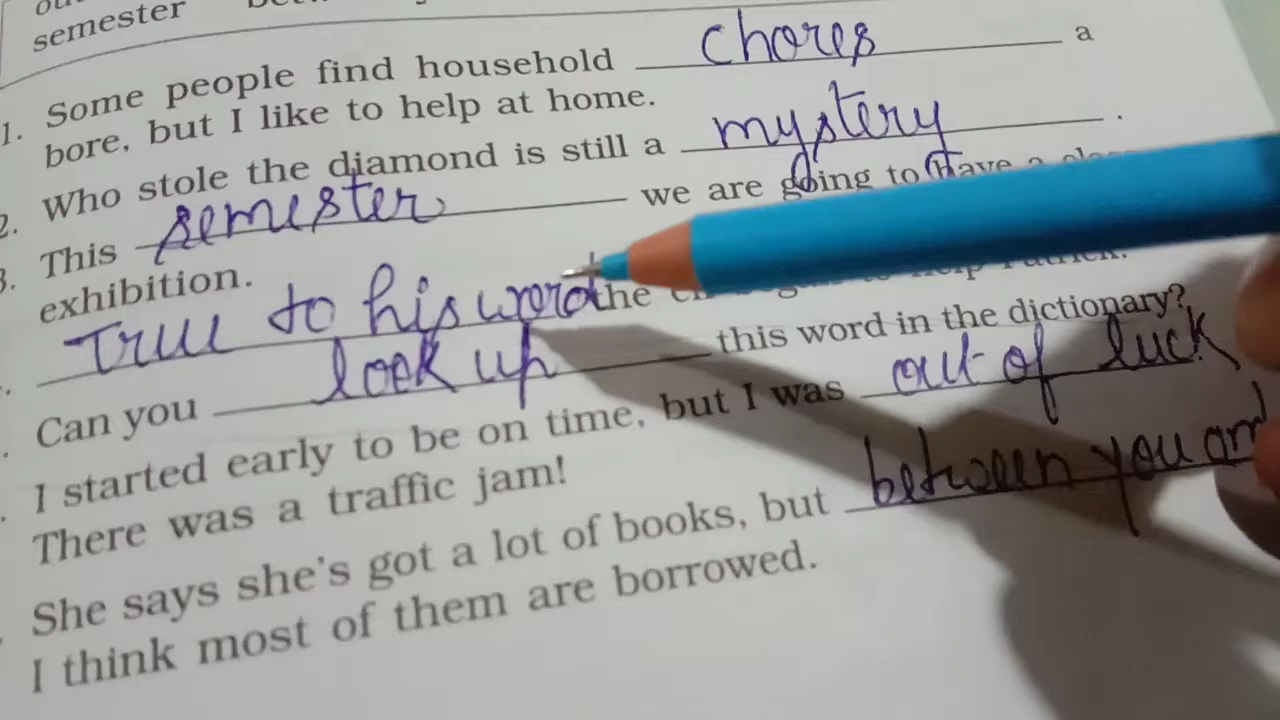 semester
1. Some people find household chores a
bore, but I like to help at home.
2. Who stole the diamond is still a mystery.
3. This semester we are going to have a
exhibition.
True to his word the to help Patrick.
Can you look up this word in the dictionary?
I started early to be on time, but I was out of luck
There was a traffic jam!
She says she's got a lot of books, but between you and
I think most of them are borrowed.